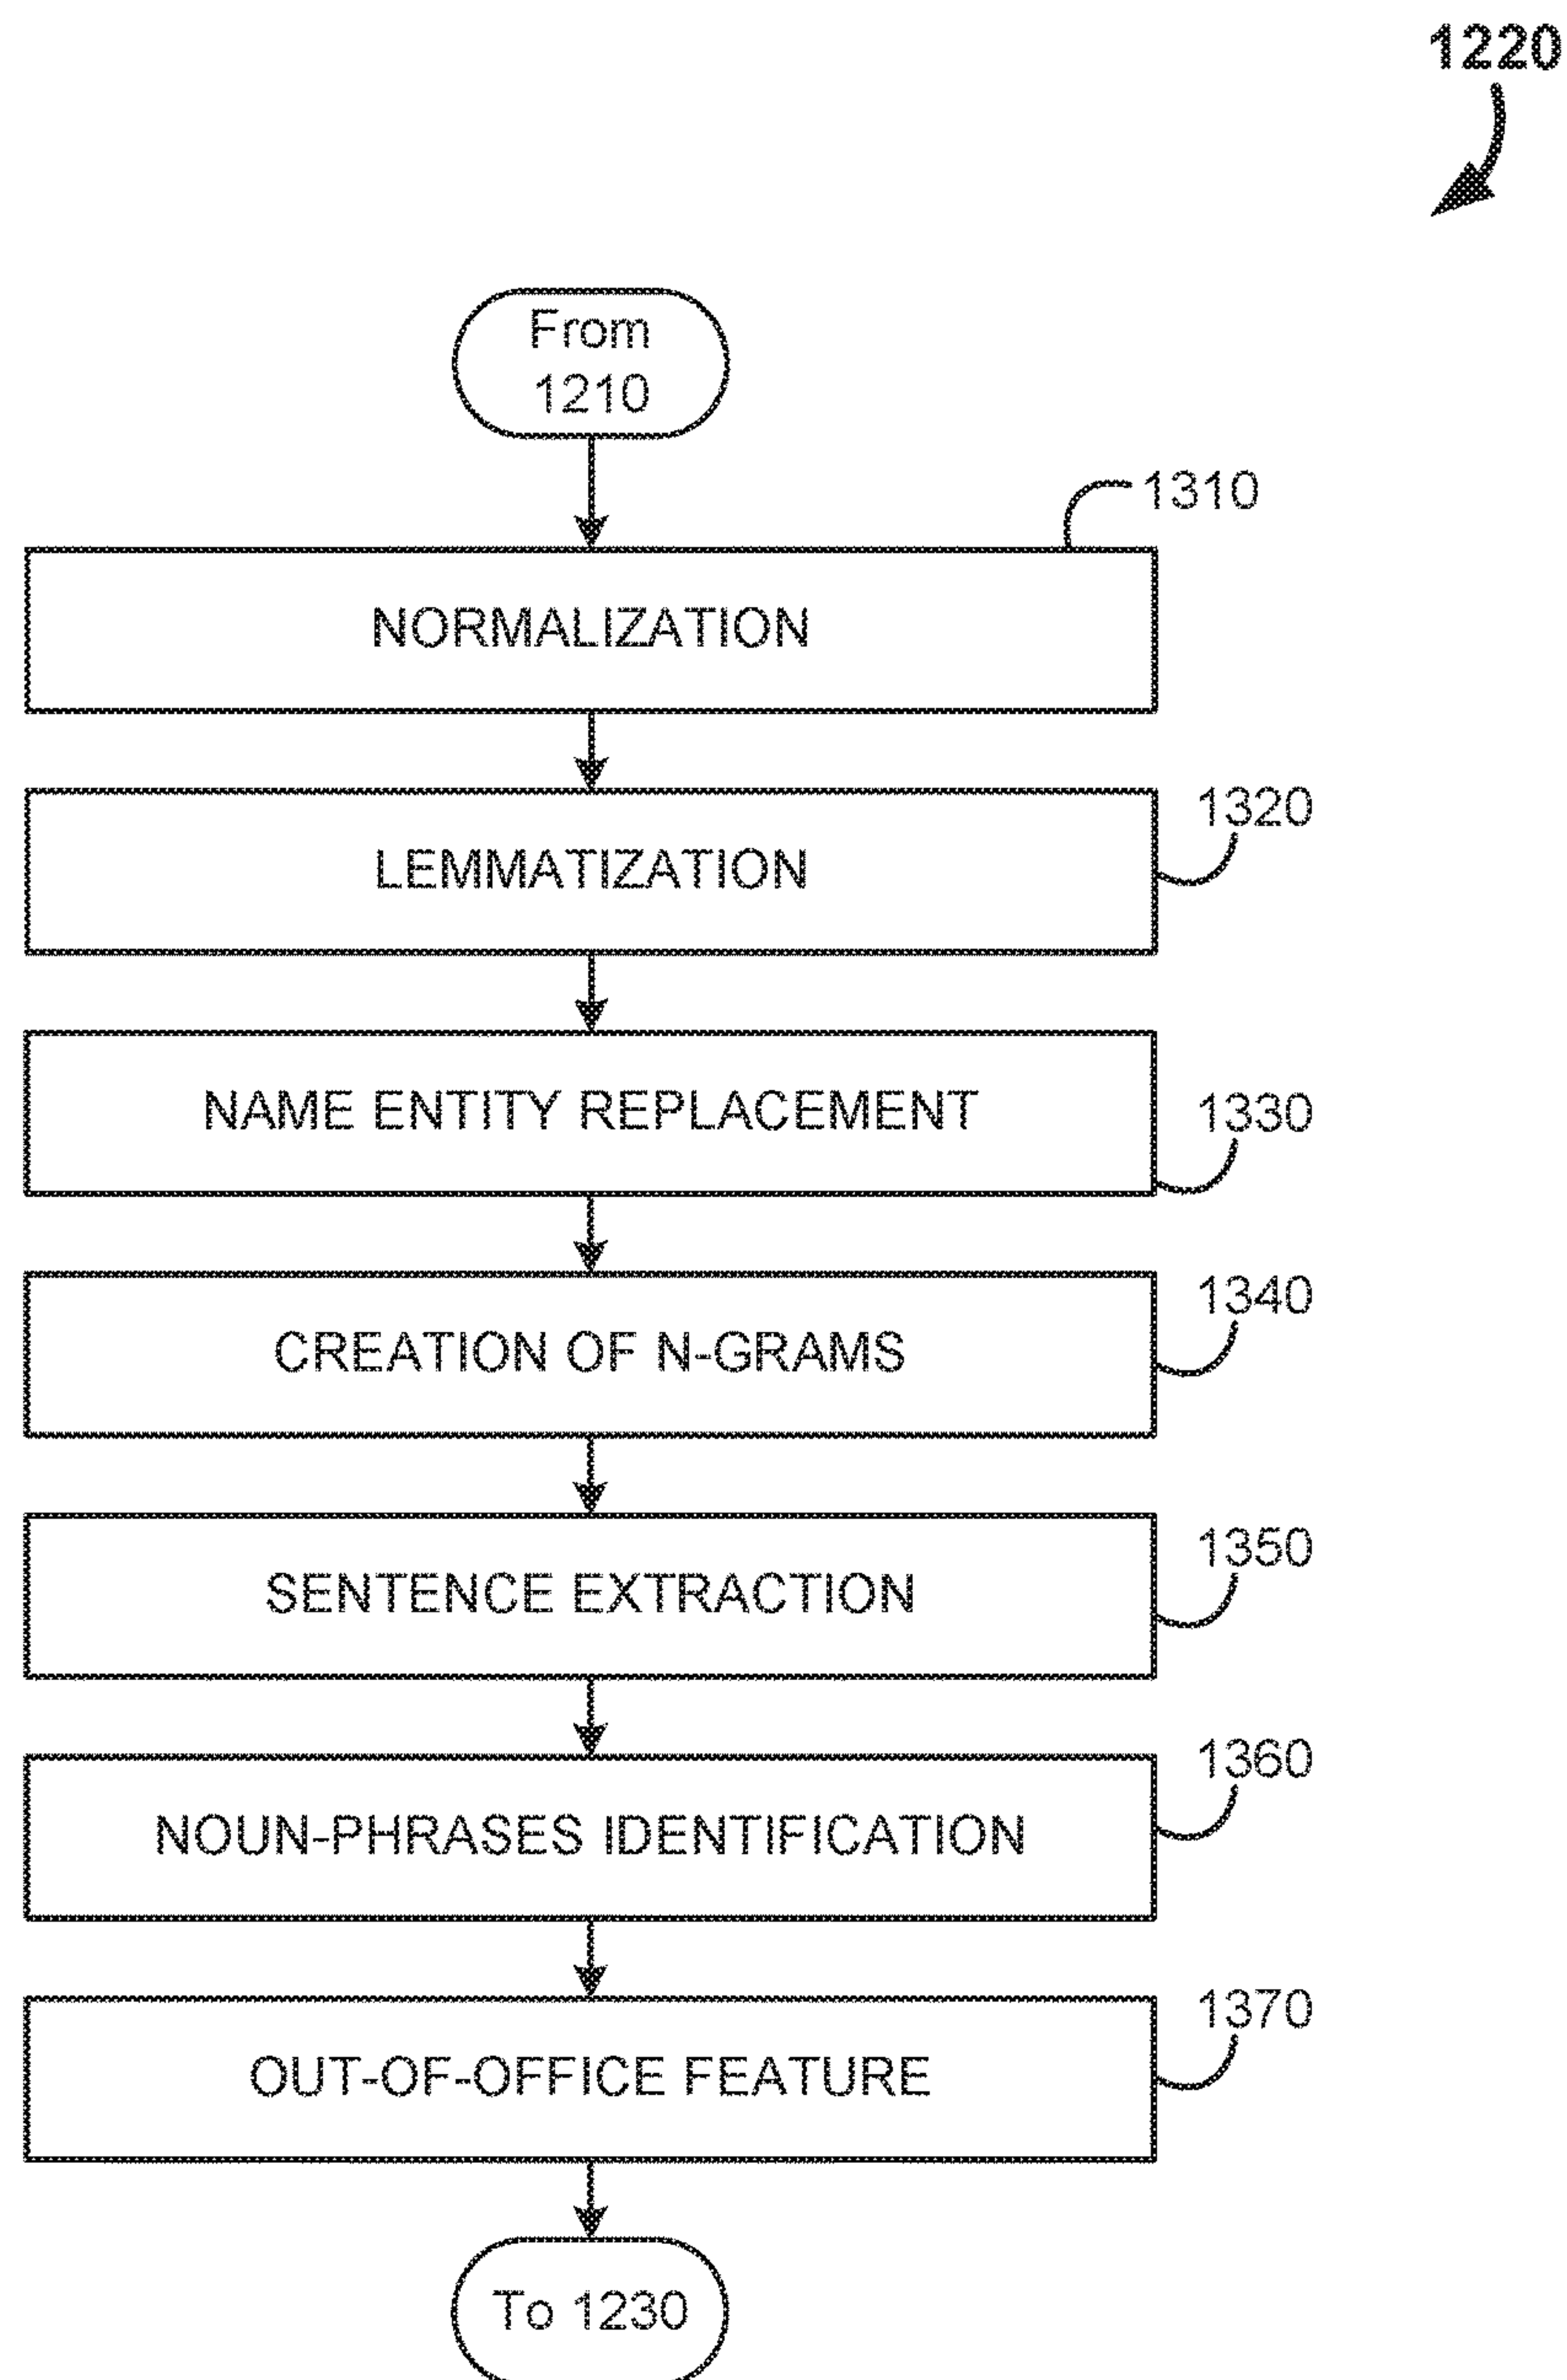 1220
From
1210
1310
NORMALIZATION
1320
LEMMATIZATION
NAME ENTITY REPLACEMENT
1330
1340
CREATION OF N-GRAMS
1350
SENTENCE EXTRACTION
1360
NOUN-PHRASES IDENTIFICATION
1370
OUT-OF-OFFICE FEATURE
To 1230